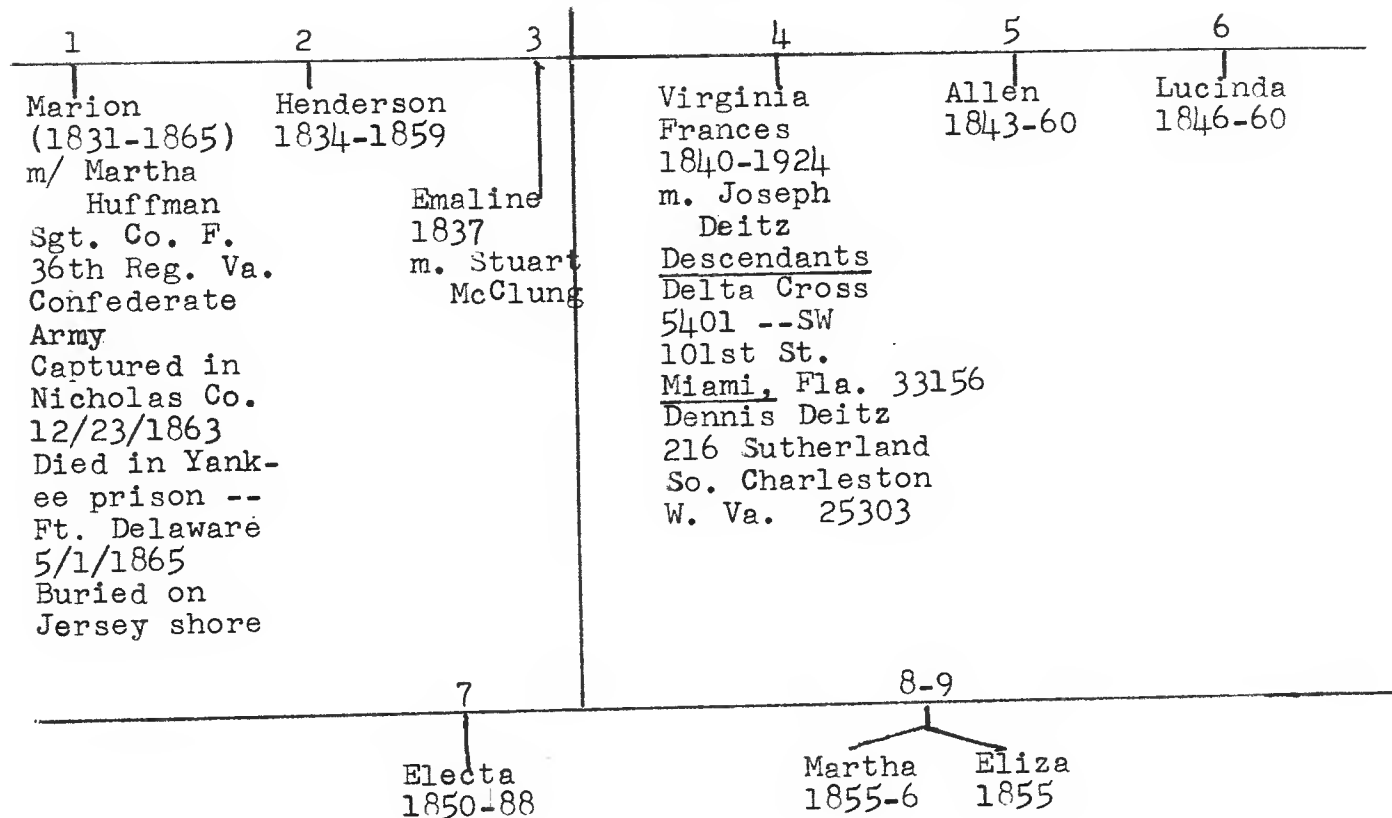 1
2
3
4
5
6
Marion
(1831-1865)
m/ Martha
Huffman
Sgt. Co. F.
36th Reg. Va.
Confederate
Army
Captured in
Nicholas Co.
12/23/1863
Died in Yank-
ee prison --
Ft. Delaware
5/1/1865
Buried on
Jersey shore
Henderson
1834-1859
Emaline
1837
m. Stuart
McClung
Virginia
Frances
1840-1924
m. Joseph
Deitz
Descendants
Delta Cross
5401 --SW
101st St.
Miami, Fla. 33156
Dennis Deitz
216 Sutherland
So. Charleston
W. Va. 25303
Allen
1843-60
Lucinda
1846-60
7
8-9
Electa
1850-88
Martha
1855-6
Eliza
1855